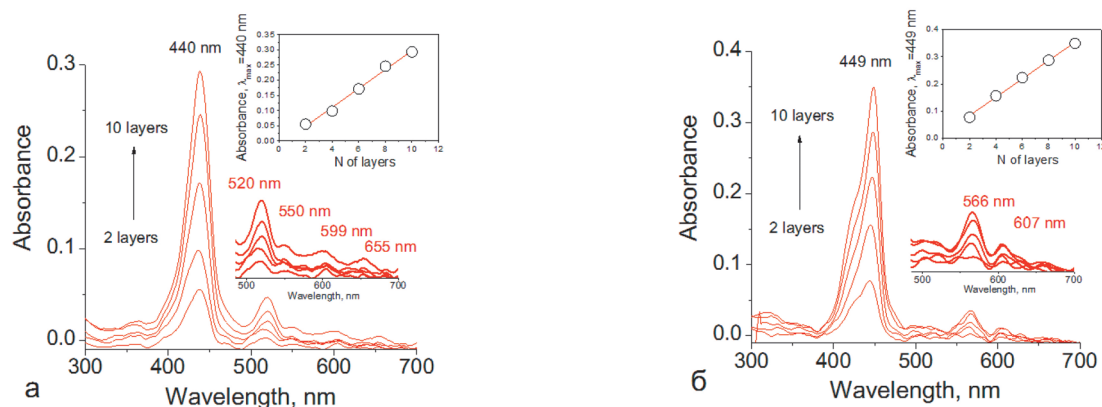 440 nm
Absorbance, λmax=440 nm
0.35
0.30
0.25
0.20
0.15
0.10
0.05
0.00
0 2 4 6 8 10 12
N of layers
Absorbance
0.3
0.2
0.1
0.0
10 layers
2 layers
520 nm
550 nm
599 nm
655 nm
500 600 700
Wavelength, nm
300 400 500 600 700
Wavelength, nm
а
449 nm
Absorbance, λmax=449 nm
0.4
0.3
0.2
0.1
0.0
0 2 4 6 8 10 12
N of layers
Absorbance
0.4
0.3
0.2
0.1
0.0
10 layers
2 layers
566 nm
607 nm
500 600 700
Wavelength, nm
300 400 500 600 700
Wavelength, nm
б